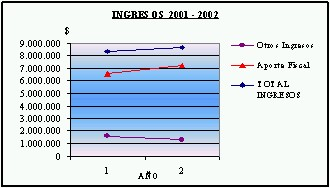 INGRESOS 2001 - 2002
$
9.000.000
8.000.000
7.000.000
6.000.000
5.000.000
4.000.000
3.000.000
2.000.000
1.000.000
0
1 2
AÑO
Otros Ingresos
Aporte Fiscal
TOTAL
INGRESOS